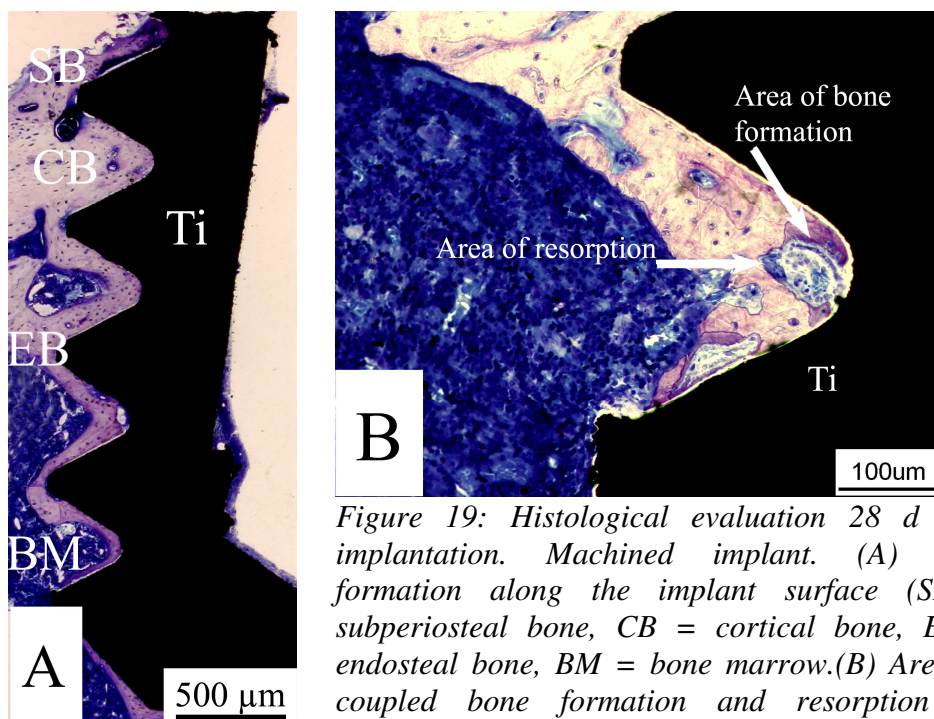 SB
CB
Ti
EB
BM
A
500 µm
Area of bone
formation
Area of resorption
Ti
B
100um
Figure 19: Histological evaluation 28 d
implantation. Machined implant. (A)
formation along the implant surface
subperiosteal bone, CB = cortical bone,
endosteal bone, BM = bone marrow.(B)
coupled bone formation and resorption